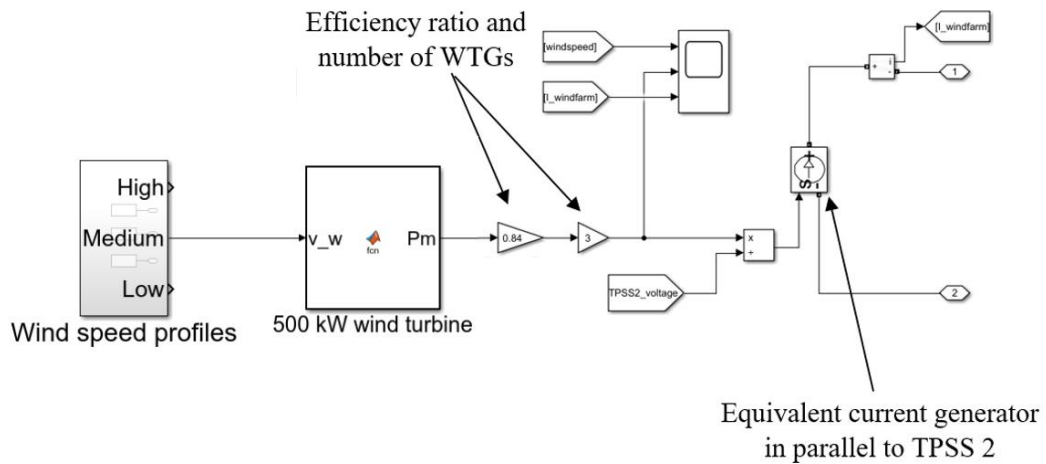 Efficiency ratio and
number of WTGs
[windspeed]
[I_windfarm]
[I_windfarm]
+
i
-
1
High
Medium
Low
Wind speed profiles
v_w
fcn
Pm
500 kW wind turbine
0.84
3
TPSS2_voltage
x
÷
S
+
-
2
Equivalent current generator
in parallel to TPSS 2